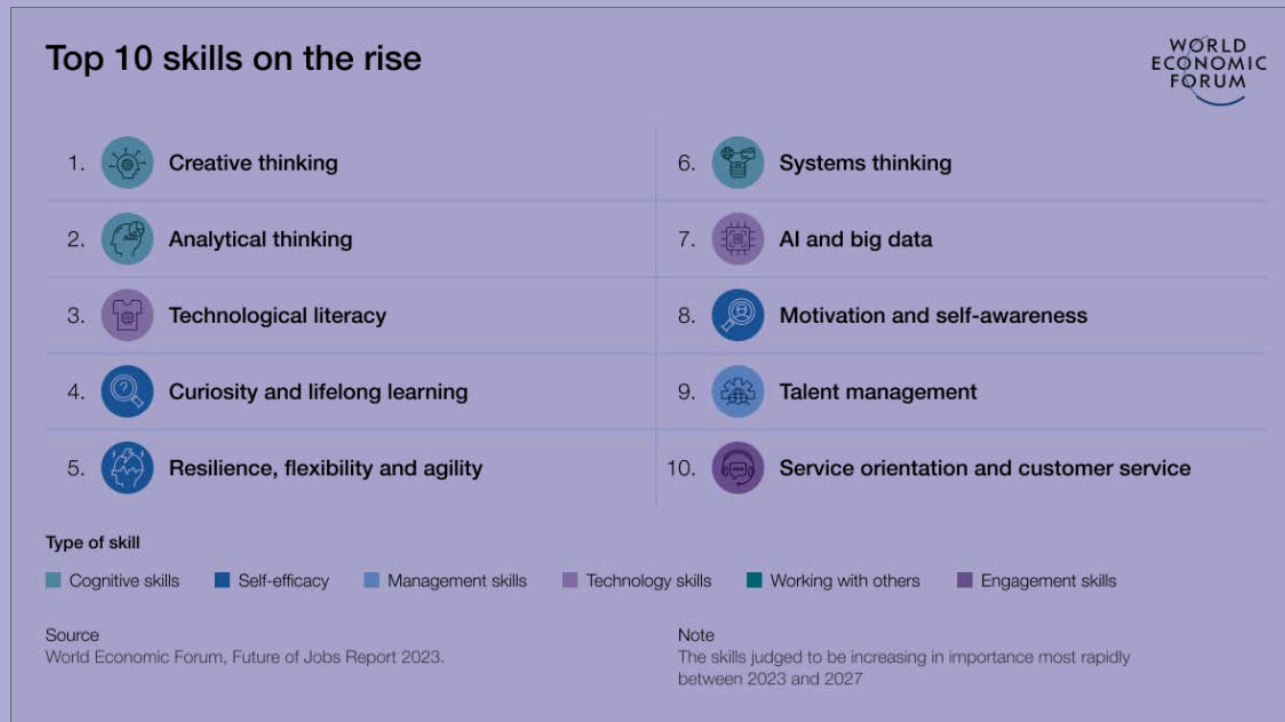 Top 10 skills on the rise
WORLD
ECONOMIC
FORUM
1. Creative thinking
2. Analytical thinking
3. Technological literacy
4. Curiosity and lifelong learning
5. Resilience, flexibility and agility
6. Systems thinking
7. AI and big data
8. Motivation and self-awareness
9. Talent management
10. Service orientation and customer service
Type of skill
Cognitive skills
Self-efficacy
Management skills
Technology skills
Working with others
Engagement skills
Source
World Economic Forum, Future of Jobs Report 2023.
Note
The skills judged to be increasing in importance most rapidly
between 2023 and 2027